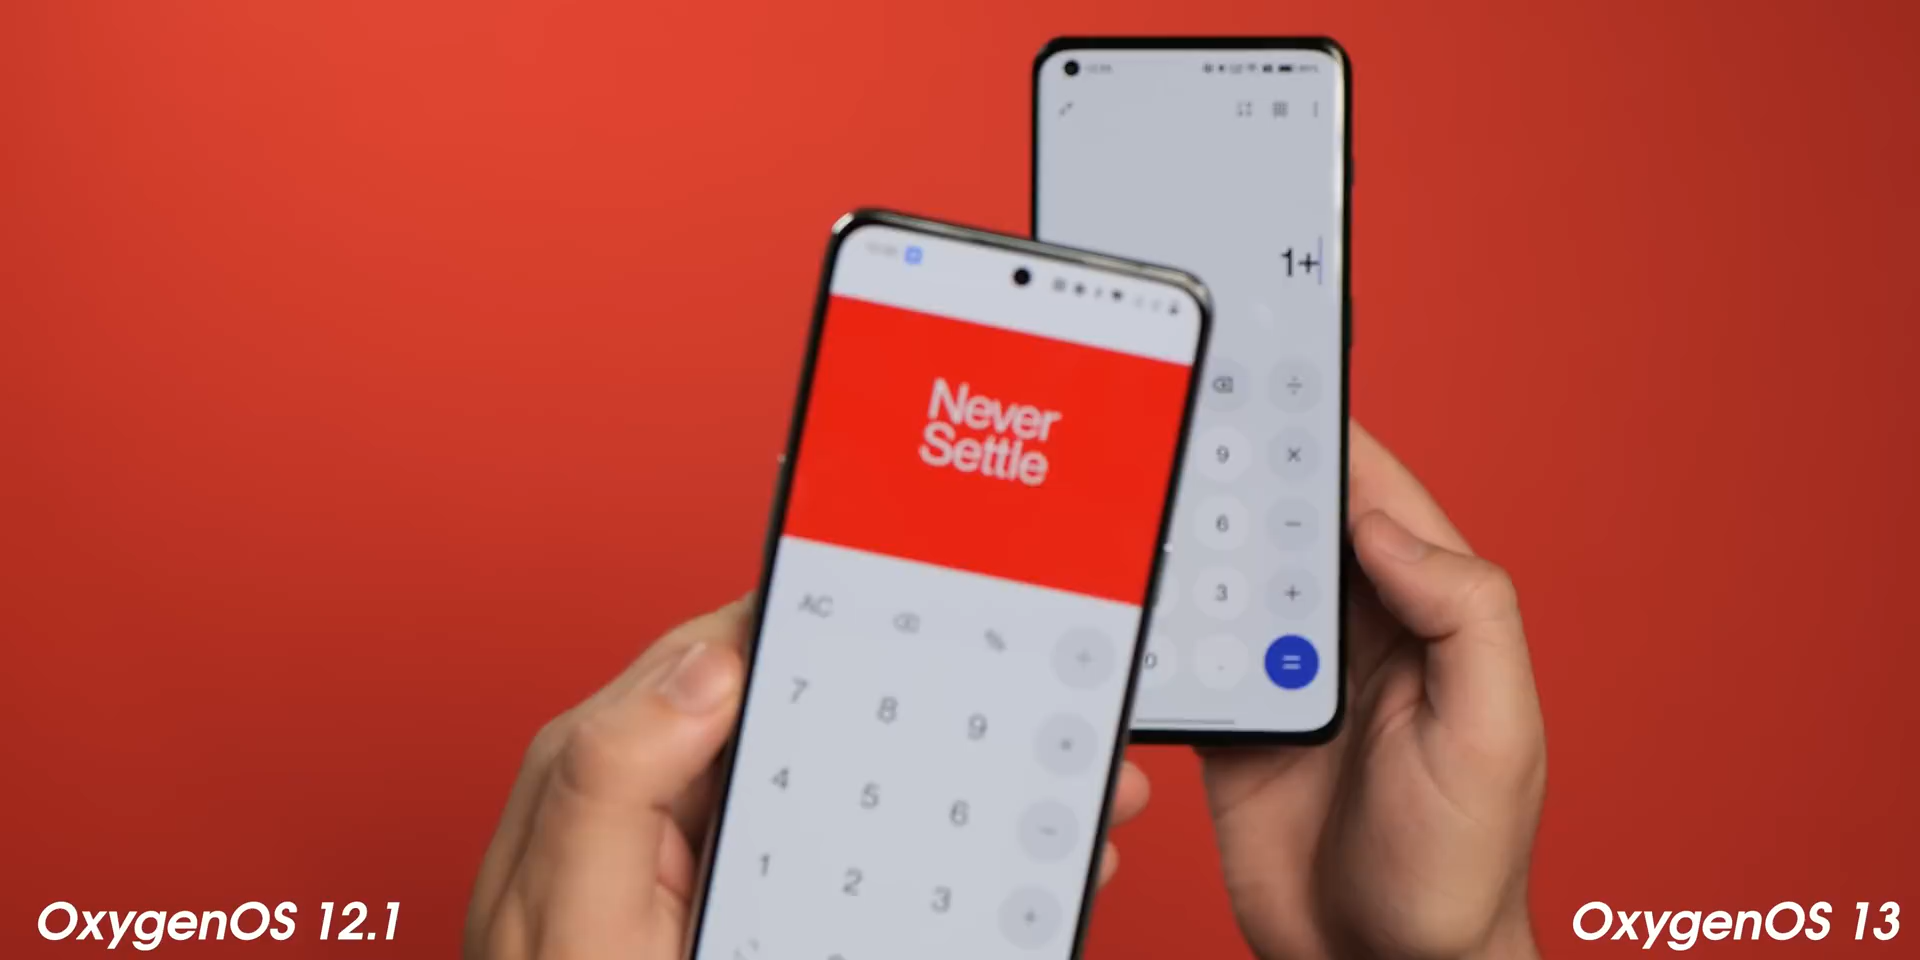 1+
÷
9 ×
6 −
3 +
0 . =
Never
Settle
AC %
7 8 9 ×
4 5 6 −
1 2 3 +
OxygenOS 12.1
OxygenOS 13